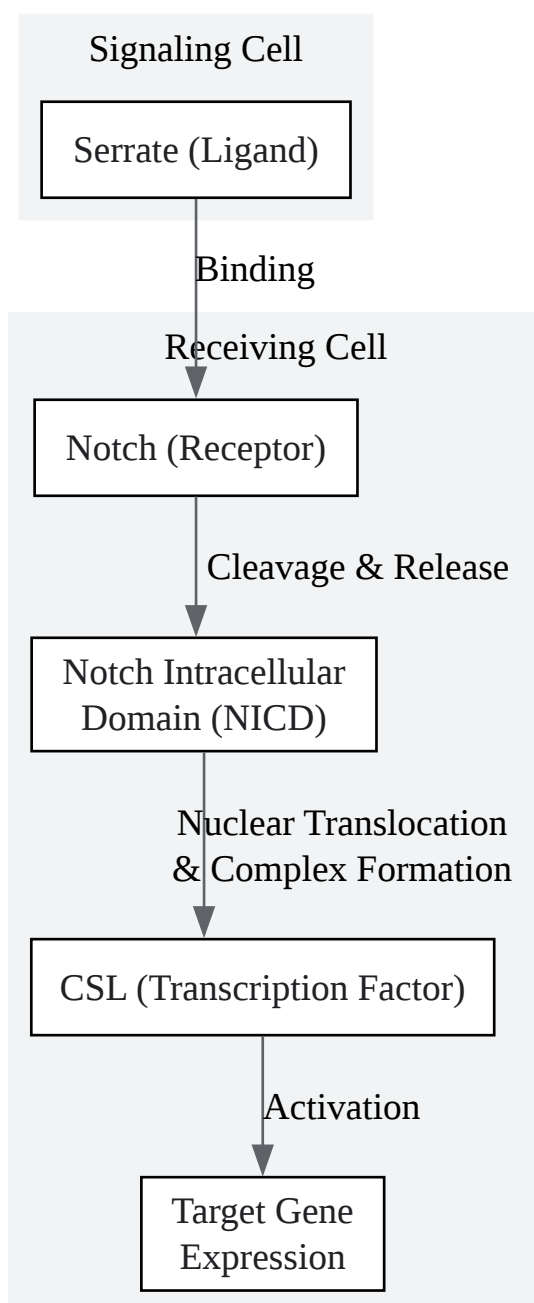 Signaling Cell
Serrate (Ligand)
Binding
Receiving Cell
Notch (Receptor)
Cleavage & Release
Notch Intracellular
Domain (NICD)
Nuclear Translocation
& Complex Formation
CSL (Transcription Factor)
Activation
Target Gene
Expression